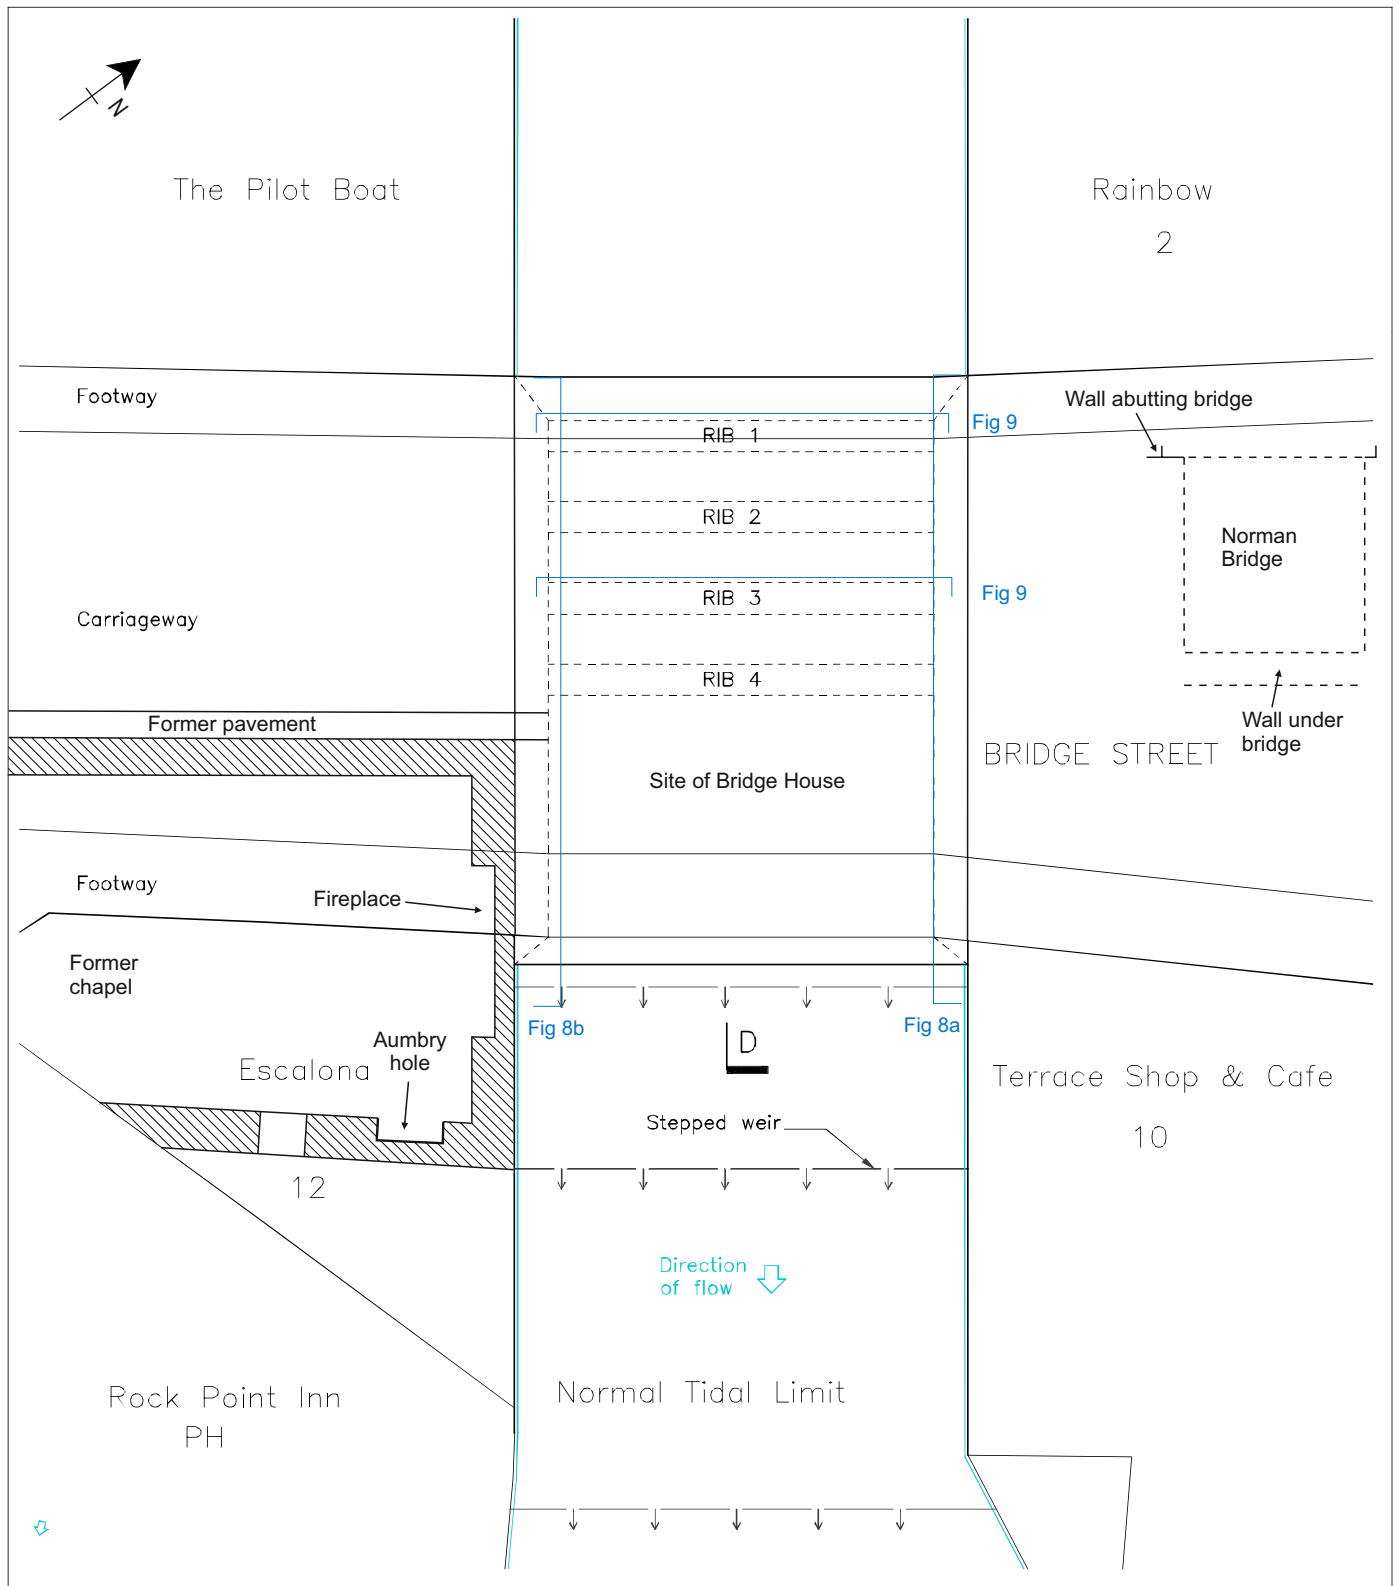 N
The Pilot Boat
Rainbow
2
Footway
Wall abutting bridge
Fig 9
RIB 1
RIB 2
Norman
Bridge
Fig 9
RIB 3
Carriageway
RIB 4
Former pavement
Wall under
bridge
BRIDGE STREET
Site of Bridge House
Footway
Fireplace
Former
chapel
Fig 8b
Fig 8a
Aumbry
hole
D
Escalona
Terrace Shop & Cafe
10
Stepped weir
12
Direction
of flow
Rock Point Inn
PH
Normal Tidal Limit